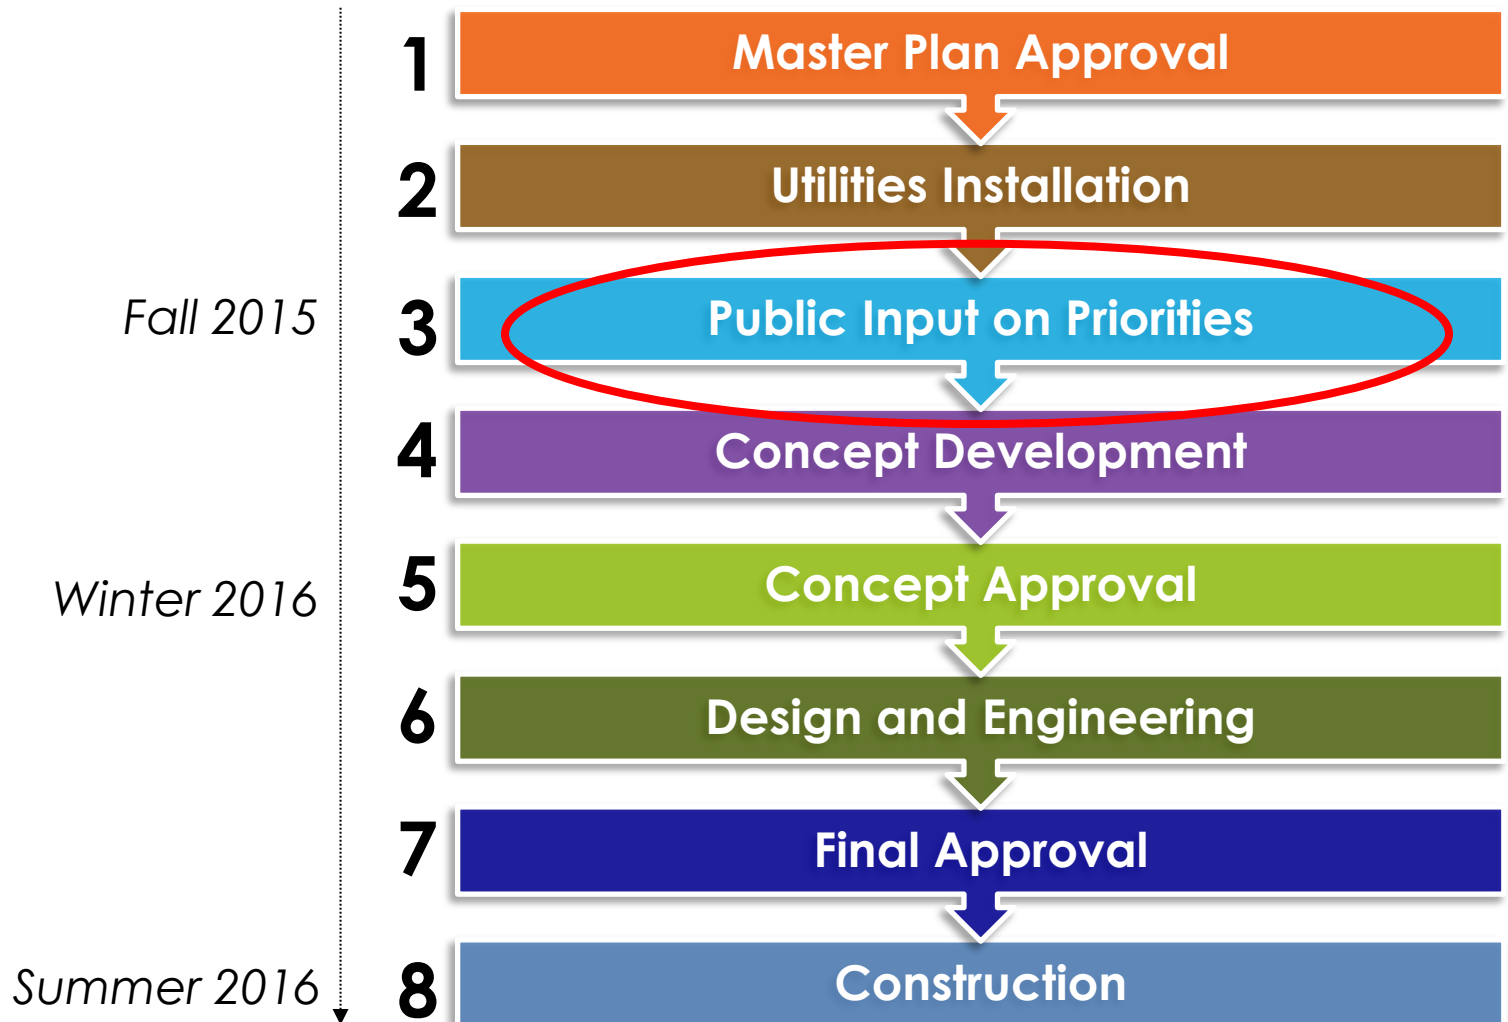 1 Master Plan Approval
2 Utilities Installation
Fall 2015 3 Public Input on Priorities
4 Concept Development
Winter 2016 5 Concept Approval
6 Design and Engineering
7 Final Approval
Summer 2016 8 Construction